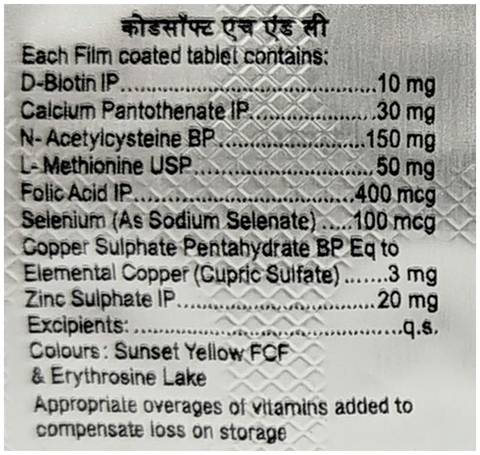 कोडसॉफ्ट एच एंड सी
Each Film coated tablet contains:
D-Biotin IP..............................10 mg
Calcium Pantothenate IP..............30 mg
N-Acetylcysteine BP....................150 mg
L-Methionine USP........................50 mg
Folic Acid IP..............................400 mcg
Selenium (As Sodium Selenate).....100 mcg
Copper Sulphate Pentahydrate BP Eq to
Elemental Copper (Cupric Sulfate).......3 mg
Zinc Sulphate IP..........................20 mg
Excipients:...................................q.s.
Colours: Sunset Yellow FCF
& Erythrosine Lake
Appropriate overages of vitamins added to
compensate loss on storage